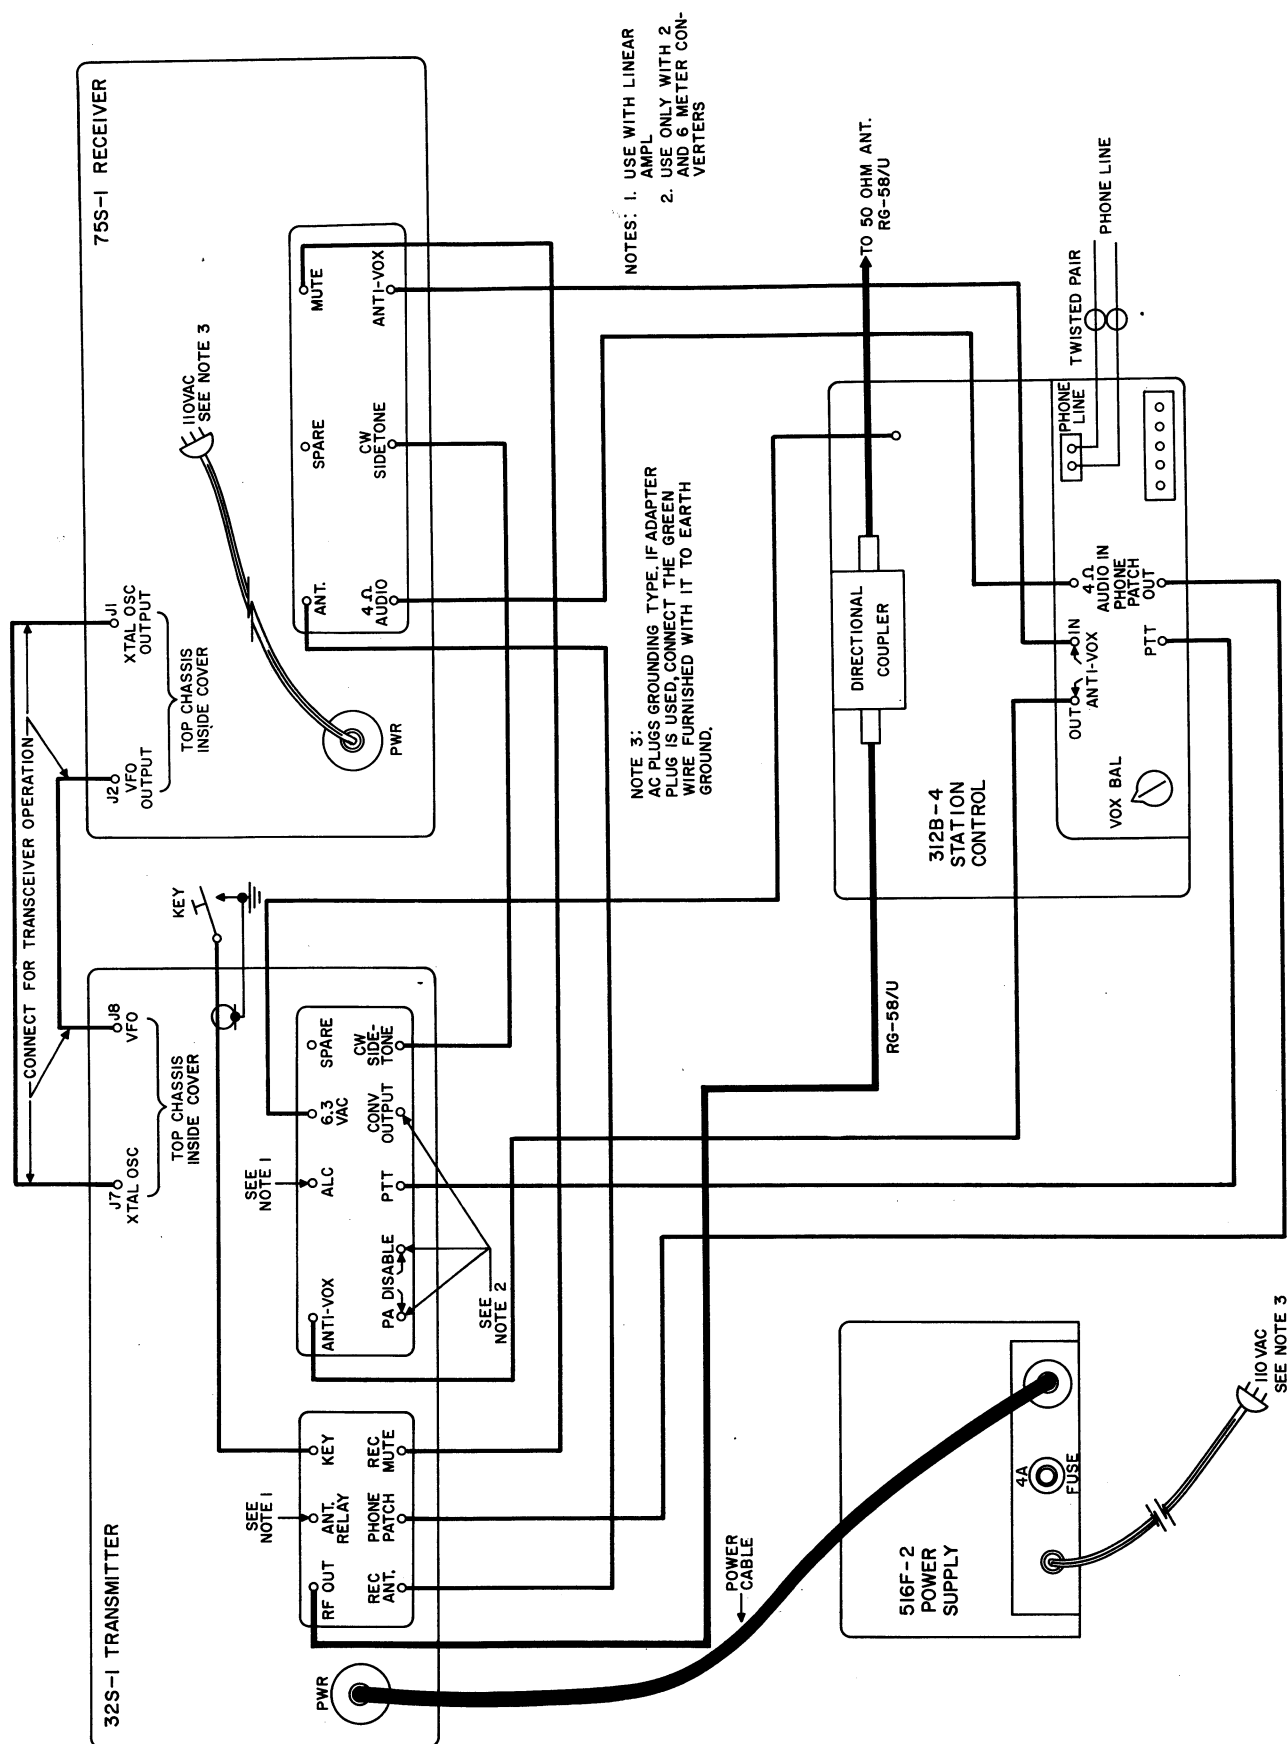 32S-1 TRANSMITTER
PWR
RF OUT
ANT.
RELAY
KEY
SEE
NOTE 1
REC
ANT.
PHONE
PATCH
REC
MUTE
ANTI-VOX
ALC
SEE
NOTE 1
6.3
VAC
SPARE
PA DISABLE
PTT
CONV
OUTPUT
CW
SIDE-
TONE
SEE
NOTE 2
J7
XTAL OSC
J8
VFO
TOP CHASSIS
INSIDE COVER
CONNECT FOR TRANSCEIVER OPERATION
KEY
75S-1 RECEIVER
J2
VFO
OUTPUT
J1
XTAL OSC
OUTPUT
TOP CHASSIS
INSIDE COVER
PWR
110VAC
SEE NOTE 3
ANT.
SPARE
MUTE
4 Ω
AUDIO
CW
SIDETONE
ANTI-VOX
NOTES: 1. USE WITH LINEAR
AMPL
2. USE ONLY WITH 2
AND 6 METER CON-
VERTERS
NOTE 3:
AC PLUGS GROUNDING TYPE. IF ADAPTER
PLUG IS USED, CONNECT THE GREEN
WIRE FURNISHED WITH IT TO EARTH
GROUND.
RG-58/U
DIRECTIONAL
COUPLER
TO 50 OHM ANT.
RG-58/U
312B-4
STATION
CONTROL
VOX BAL
OUT
IN
ANTI-VOX
4 Ω
AUDIO IN
PTT
PHONE
PATCH
OUT
PHONE
LINE
TWISTED PAIR
PHONE LINE
516F-2
POWER
SUPPLY
POWER
CABLE
4A
FUSE
110 VAC
SEE NOTE 3